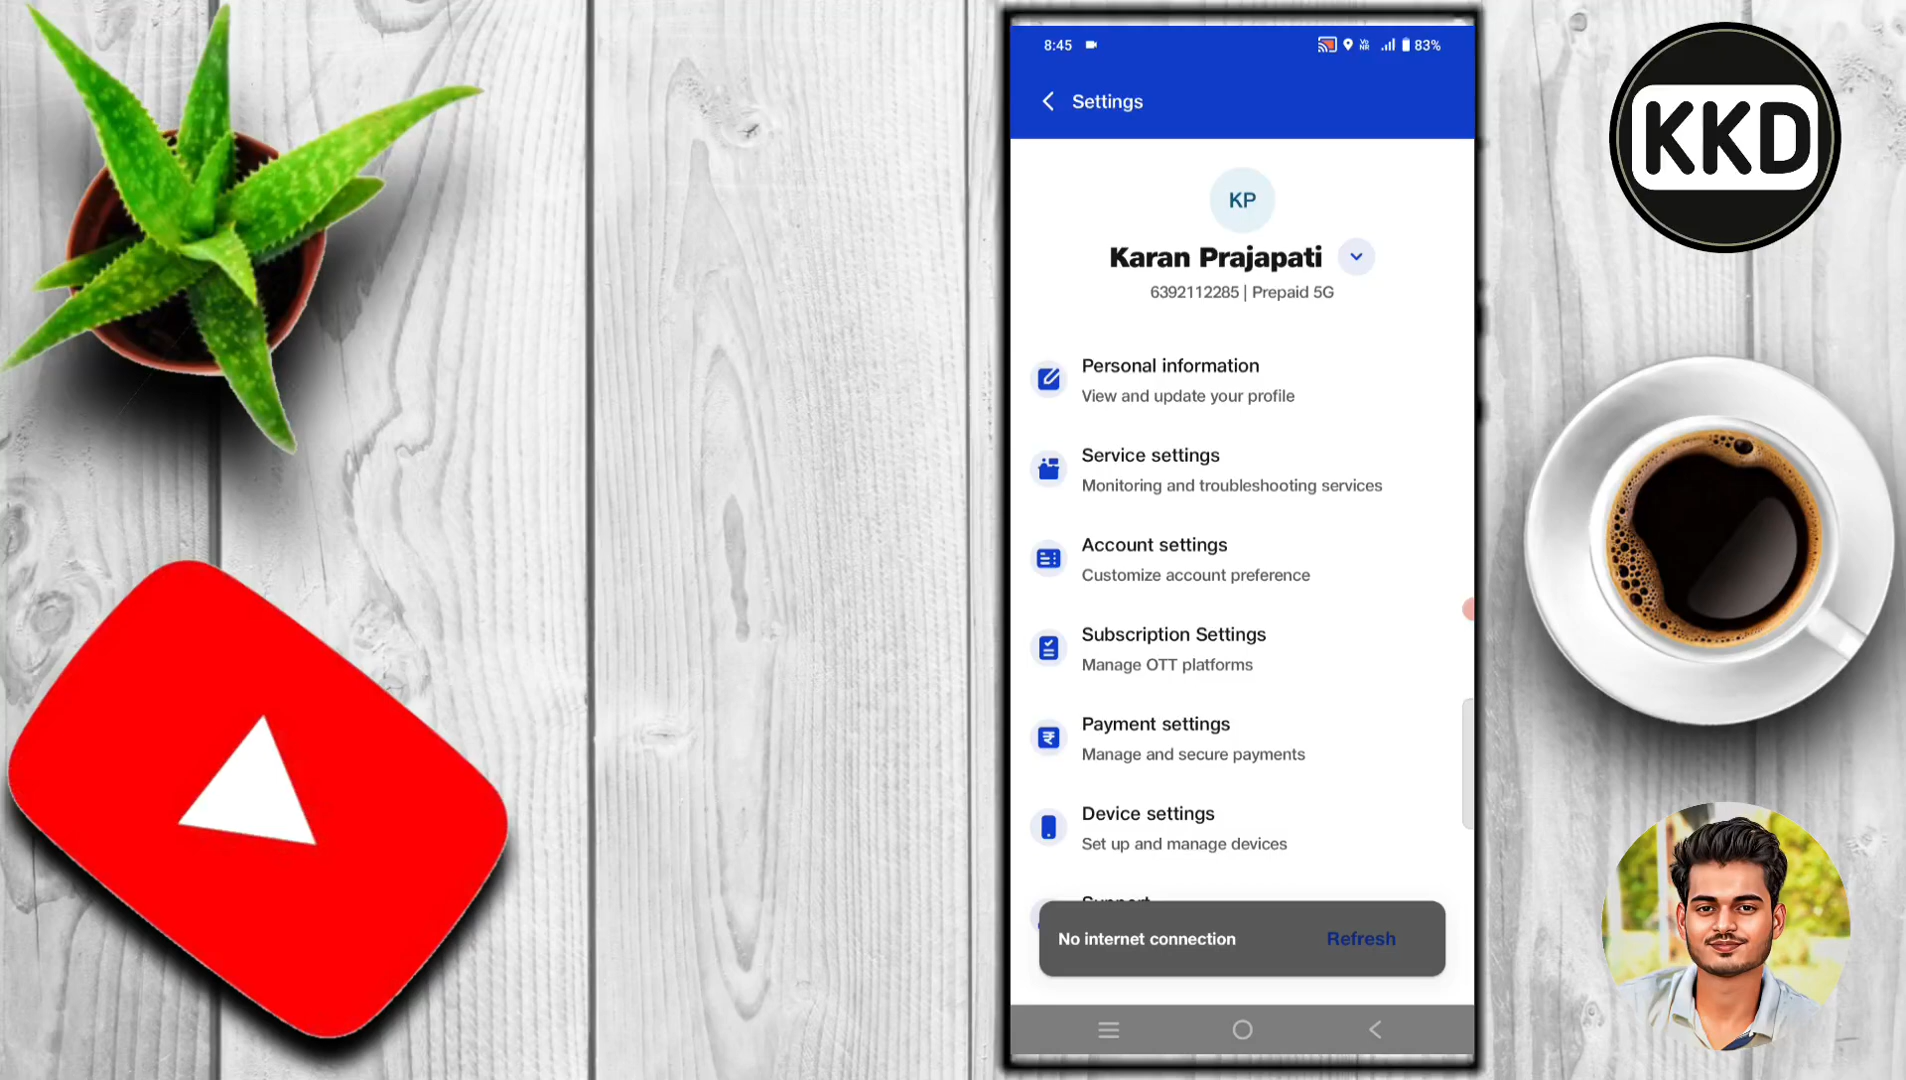 8:45
83%
Settings
KP
Karan Prajapati
6392112285 | Prepaid 5G
Personal information
View and update your profile
Service settings
Monitoring and troubleshooting services
Account settings
Customize account preference
Subscription Settings
Manage OTT platforms
Payment settings
Manage and secure payments
Device settings
Set up and manage devices
Support
No internet connection
Refresh
KKD